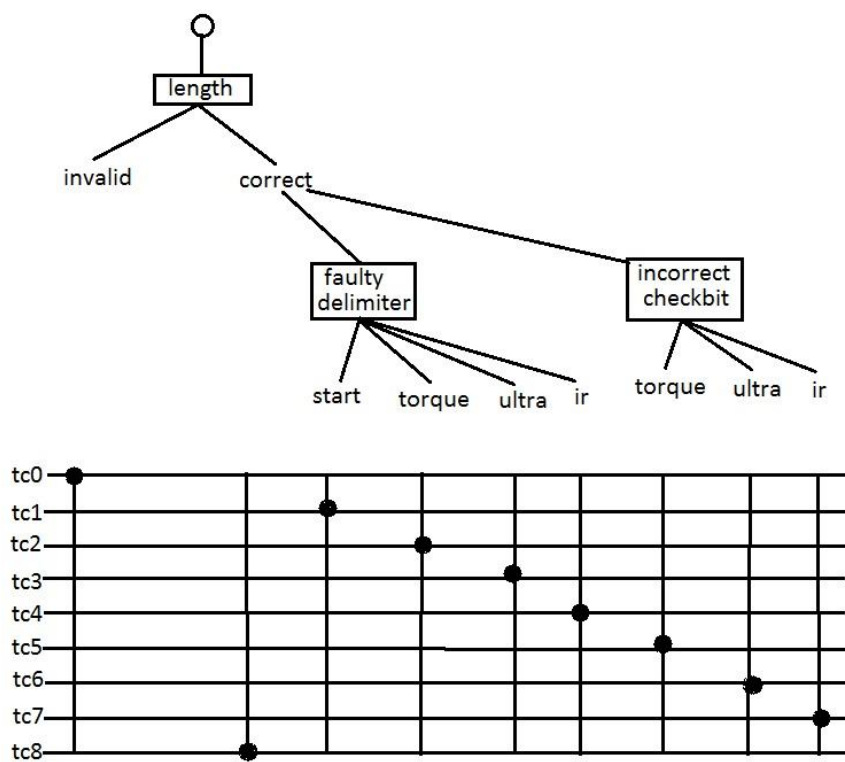 length
invalid
correct
faulty
delimiter
incorrect
checkbit
start
torque
ultra
ir
torque
ultra
ir
tc0
tc1
tc2
tc3
tc4
tc5
tc6
tc7
tc8